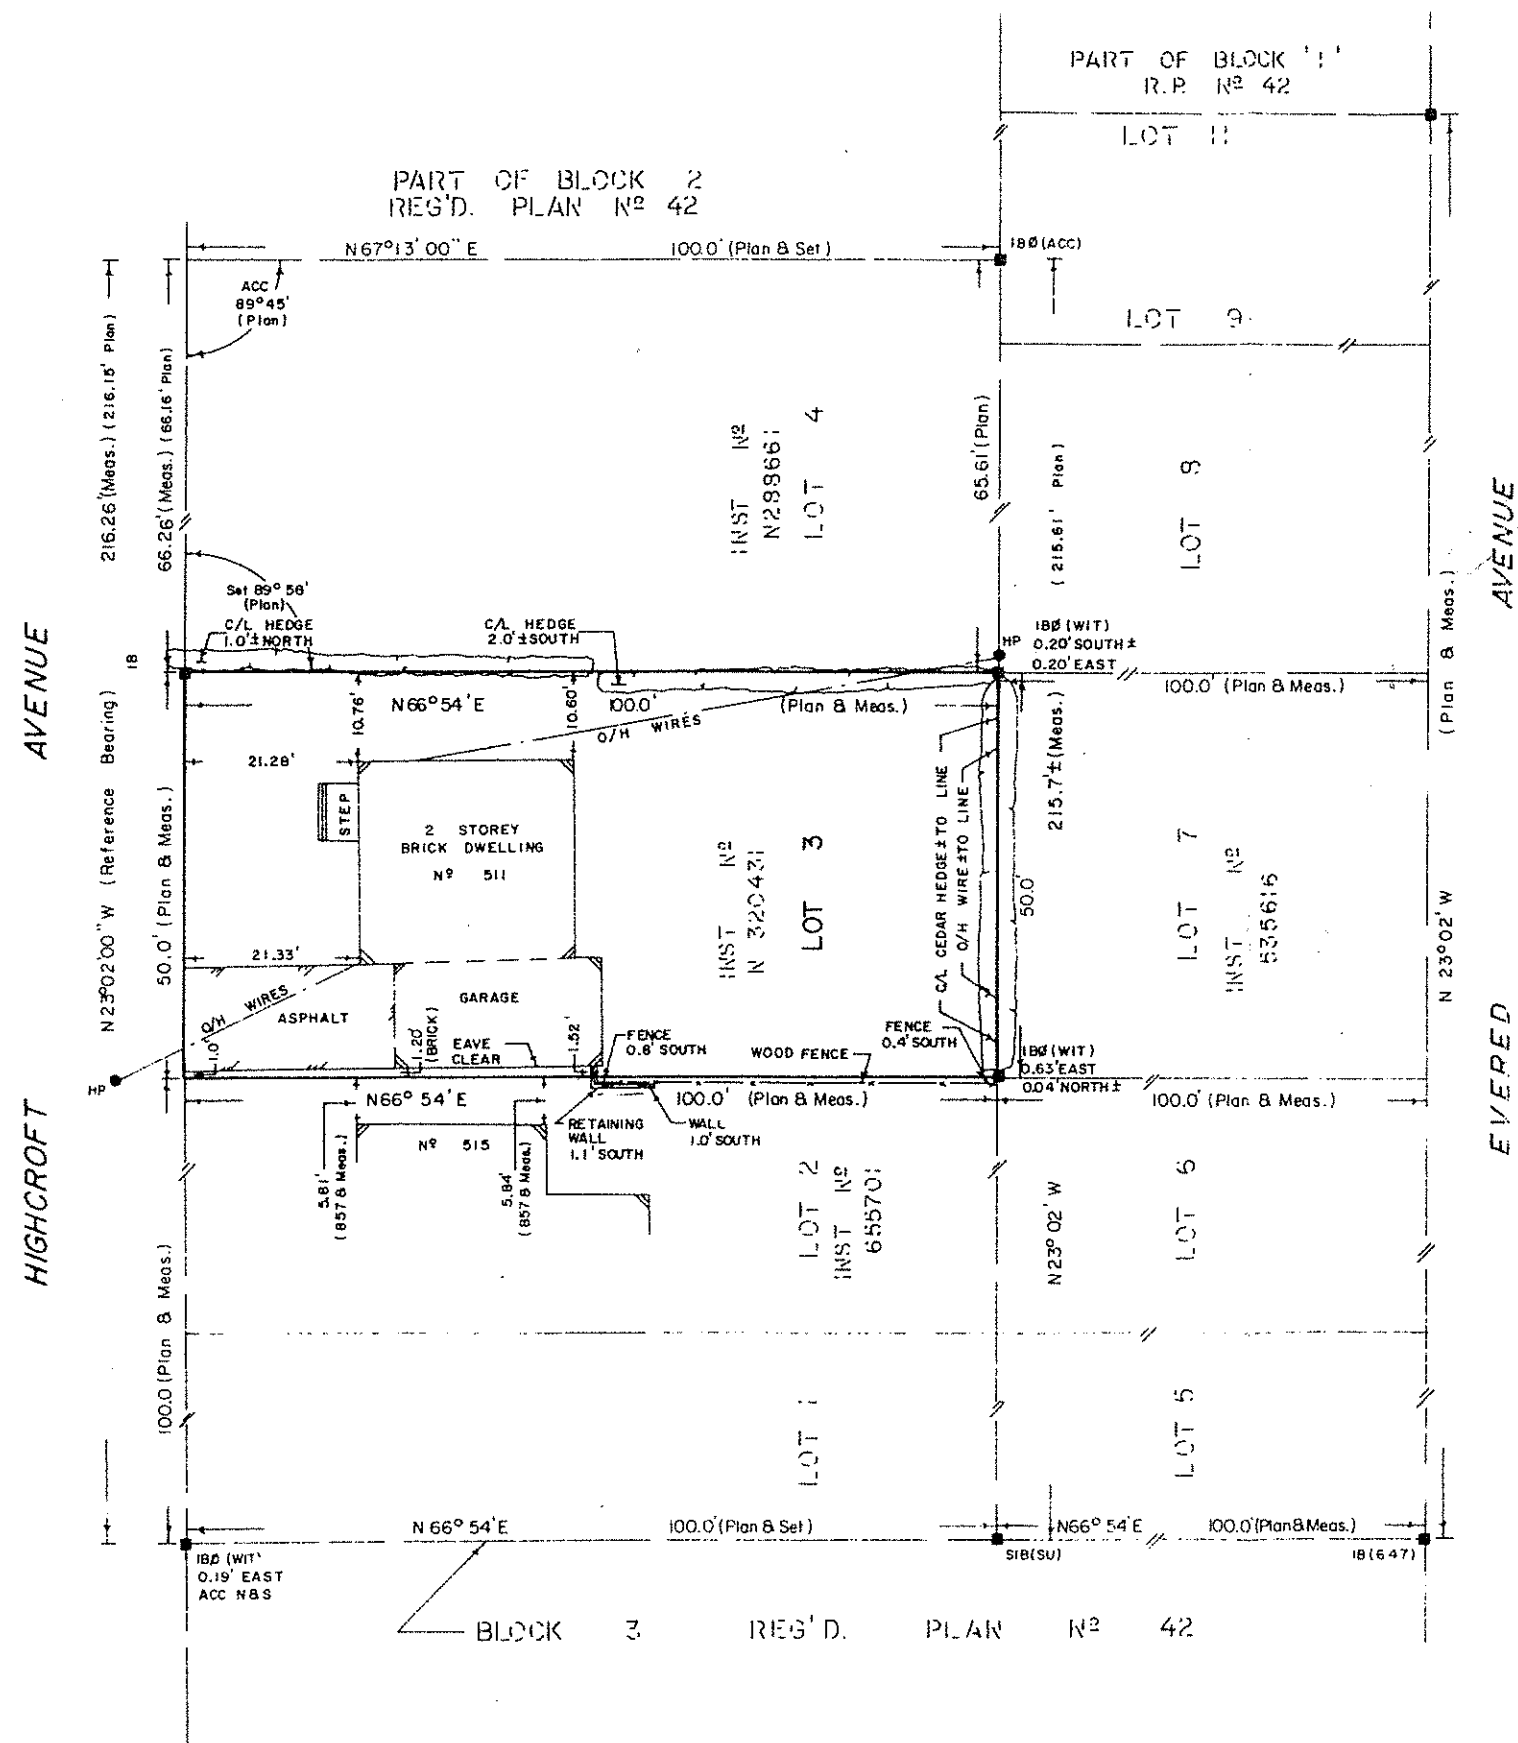 PART OF BLOCK '1'
R.P. Nº 42
LOT 11
PART OF BLOCK 2
REG'D. PLAN Nº 42
N67°13'00" E
100.0' (Plan & Set)
IBØ (ACC)
ACC
89°45'
(Plan)
LOT 9
216.26'(Meas.) (216.15' Plan)
66.26'(Meas.) (66.16' Plan)
INST Nº
N288661
LOT 4
65.61'(Plan)
(215.61' Plan)
LOT 8
AVENUE
Set 89°58'
(Plan)
C/L HEDGE
1.0'± NORTH
C/L HEDGE
2.0'± SOUTH
HP
IBØ (WIT)
0.20' SOUTH ±
0.20' EAST
(Plan & Meas.)
AVENUE
IB
N66°54'E
100.0'
(Plan & Meas.)
100.0' (Plan & Meas.)
10.76'
10.60'
O/H WIRES
N23°02'00"W (Reference Bearing)
50.0' (Plan & Meas.)
21.28'
STEP
2 STOREY
BRICK DWELLING
Nº 511
INST Nº
N 320431
LOT 3
C/L CEDAR HEDGE ± TO LINE
O/H WIRE ± TO LINE
215.7'± (Meas.)
50.0'
LOT 7
INST Nº
535616
N 23°02' W
21.33'
O/H WIRES
ASPHALT
GARAGE
1.0'
1.20'
(BRICK)
EAVE
CLEAR
1.52'
FENCE
0.8' SOUTH
WOOD FENCE
FENCE
0.4' SOUTH
IBØ (WIT)
0.63' EAST
0.04' NORTH ±
HP
N66° 54' E
100.0' (Plan & Meas.)
100.0' (Plan & Meas.)
RETAINING
WALL
1.1' SOUTH
WALL
1.0' SOUTH
Nº 515
5.81'
(857 & Meas.)
5.84'
(857 & Meas.)
LOT 2
INST Nº
655701
N23° 02' W
LOT 6
HIGHCROFT
EVERED
100.0 (Plan & Meas.)
LOT 1
LOT 5
N 66° 54' E
100.0' (Plan & Set)
N66° 54' E
100.0' (Plan&Meas.)
IBØ (WIT)
0.19' EAST
ACC N&S
SIB(SU)
IB(647)
BLOCK 3 REG'D. PLAN Nº 42